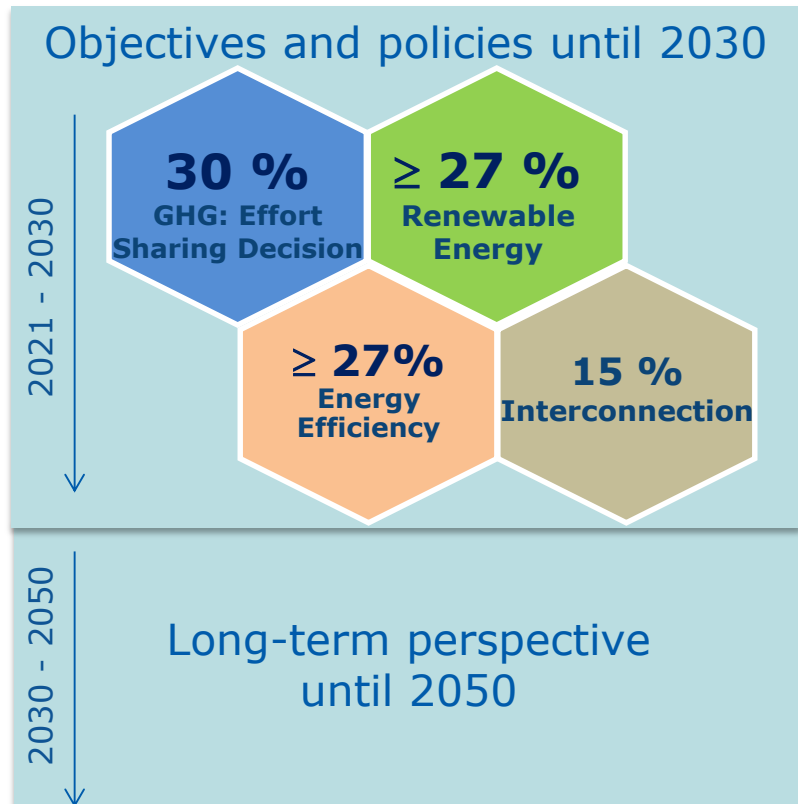 Objectives and policies until 2030
2021 - 2030
30 %
GHG: Effort
Sharing Decision
≥ 27 %
Renewable
Energy
≥ 27%
Energy
Efficiency
15 %
Interconnection
2030 - 2050
Long-term perspective
until 2050